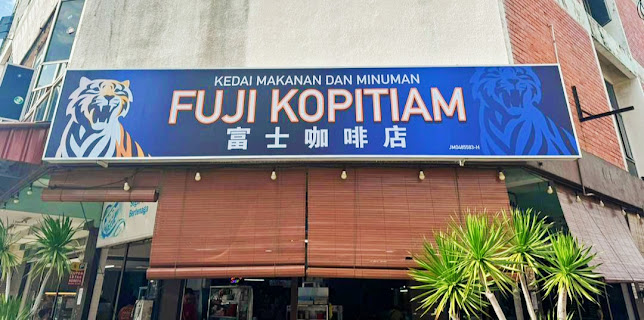 KEDAI MAKANAN DAN MINUMAN
FUJI KOPITIAM
富士咖啡店